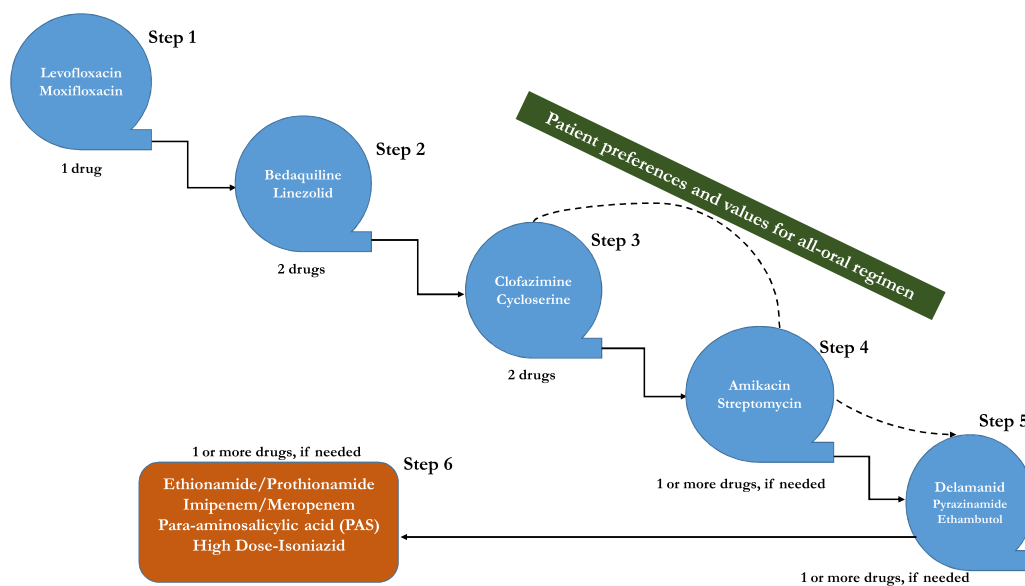 Step 1
Levofloxacin
Moxifloxacin
1 drug
Step 2
Bedaquiline
Linezolid
2 drugs
Patient preferences and values for all-oral regimen
Step 3
Clofazimine
Cycloserine
2 drugs
Step 4
Amikacin
Streptomycin
1 or more drugs, if needed
Step 5
Delamanid
Pyrazinamide
Ethambutol
1 or more drugs, if needed
Step 6
1 or more drugs, if needed
Ethionamide/Prothionamide
Imipenem/Meropenem
Para-aminosalicylic acid (PAS)
High Dose-Isoniazid